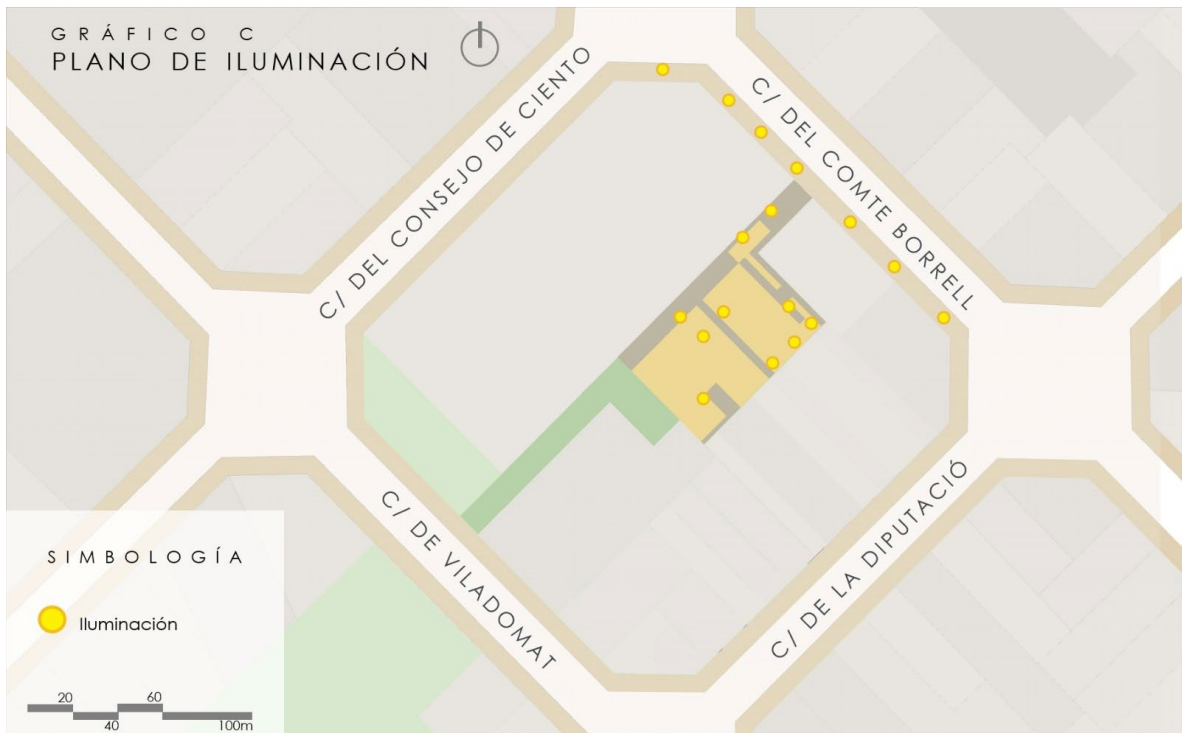 GRÁFICO C
PLANO DE ILUMINACIÓN
C/ DEL CONSEJO DE CIENTO
C/ DEL COMTE BORRELL
C/ DE VILADOMAT
C/ DE LA DIPUTACIÓ
SIMBOLOGÍA
Iluminación
20 60
40 100m